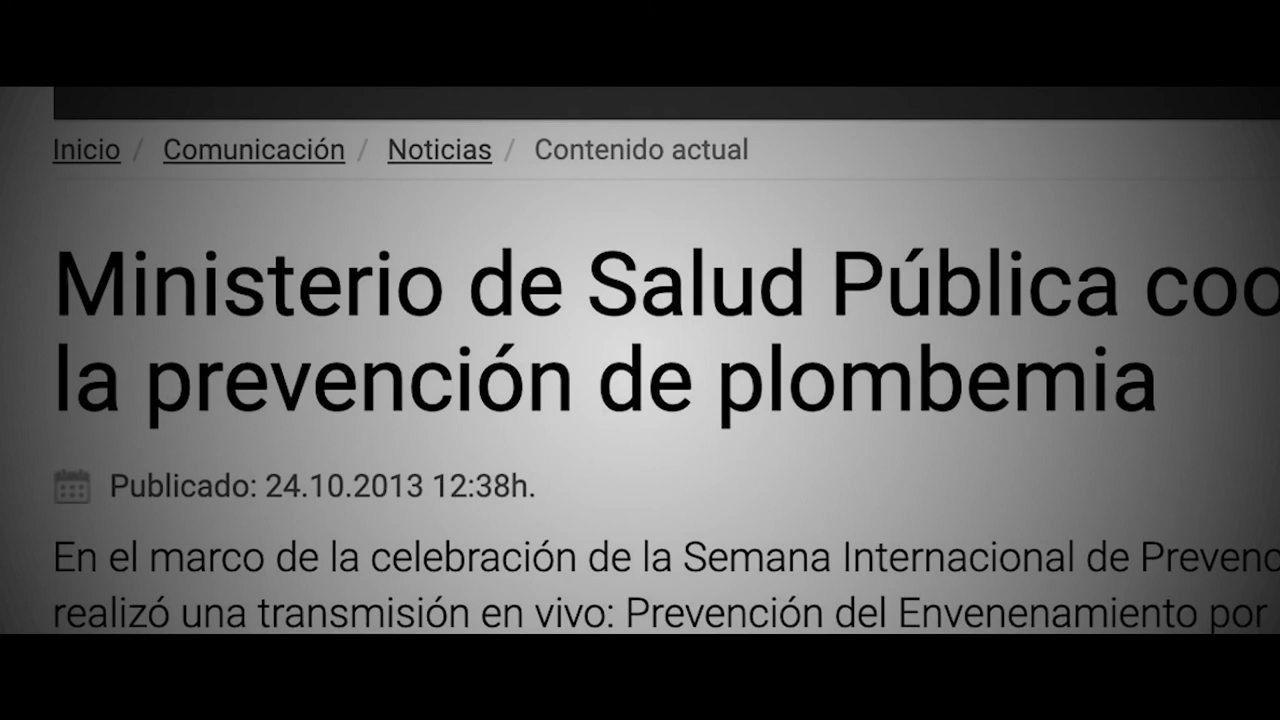 Inicio / Comunicación / Noticias / Contenido actual
Ministerio de Salud Pública coo
la prevención de plombemia
Publicado: 24.10.2013 12:38h.
En el marco de la celebración de la Semana Internacional de Prevenc
realizó una transmisión en vivo: Prevención del Envenenamiento por